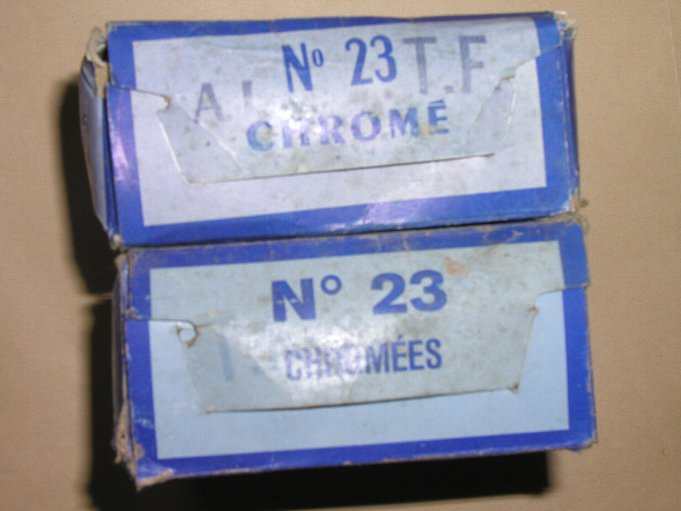 N° 23 T.F
CHROMÉ
N° 23
CHROMÉES